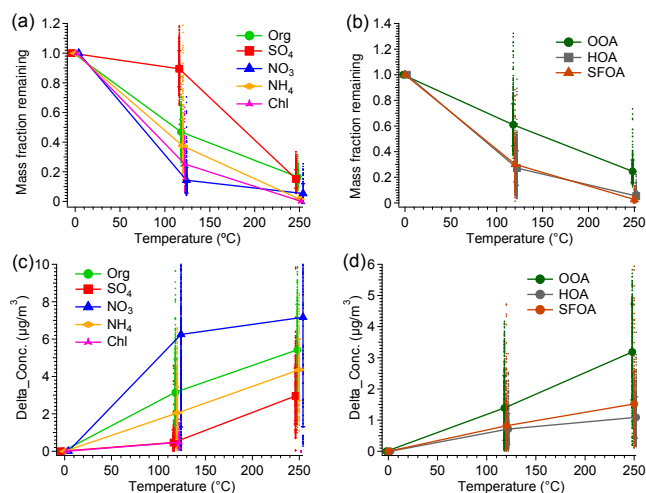 (a)
Org
SO4
NO3
NH4
Chl
1.2
1.0
0.8
0.6
0.4
0.2
0
Mass fraction remaining
0 50 100 150 200 250
Temperature (ºC)
(b)
OOA
HOA
SFOA
1.4
1.2
1.0
0.8
0.6
0.4
0.2
0.0
Mass fraction remaining
0 50 100 150 200 250
Temperature (°C)
(c)
Org
SO4
NO3
NH4
Chl
10
8
6
4
2
0
Delta_Conc. (µg/m³)
0 50 100 150 200 250
Temperature (°C)
(d)
OOA
HOA
SFOA
6
5
4
3
2
1
0
Delta_Conc. (µg/m³)
0 50 100 150 200 250
Temperature (°C)